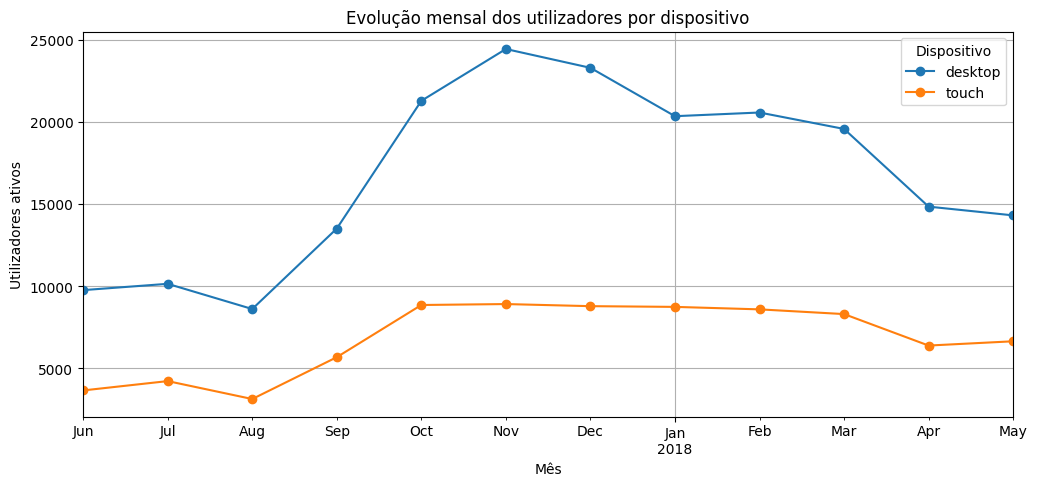 Evolução mensal dos utilizadores por dispositivo
Dispositivo
desktop
touch
Utilizadores ativos
25000
20000
15000
10000
5000
Jun Jul Aug Sep Oct Nov Dec Jan Feb Mar Apr May
2018
Mês